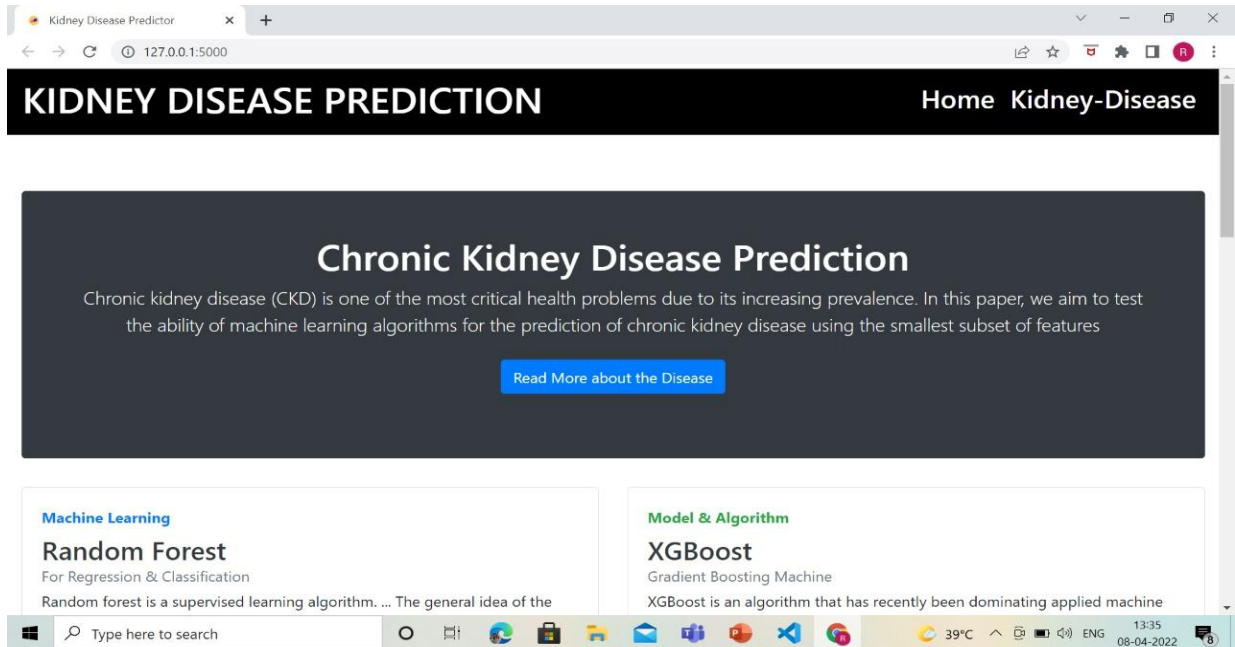 Kidney Disease Predictor
127.0.0.1:5000
R
KIDNEY DISEASE PREDICTION
Home Kidney-Disease
Chronic Kidney Disease Prediction
Chronic kidney disease (CKD) is one of the most critical health problems due to its increasing prevalence. In this paper, we aim to test
the ability of machine learning algorithms for the prediction of chronic kidney disease using the smallest subset of features
Read More about the Disease
Machine Learning
Random Forest
For Regression & Classification
Random forest is a supervised learning algorithm. ... The general idea of the
Model & Algorithm
XGBoost
Gradient Boosting Machine
XGBoost is an algorithm that has recently been dominating applied machine
Type here to search
39°C
ENG
13:35
08-04-2022
8